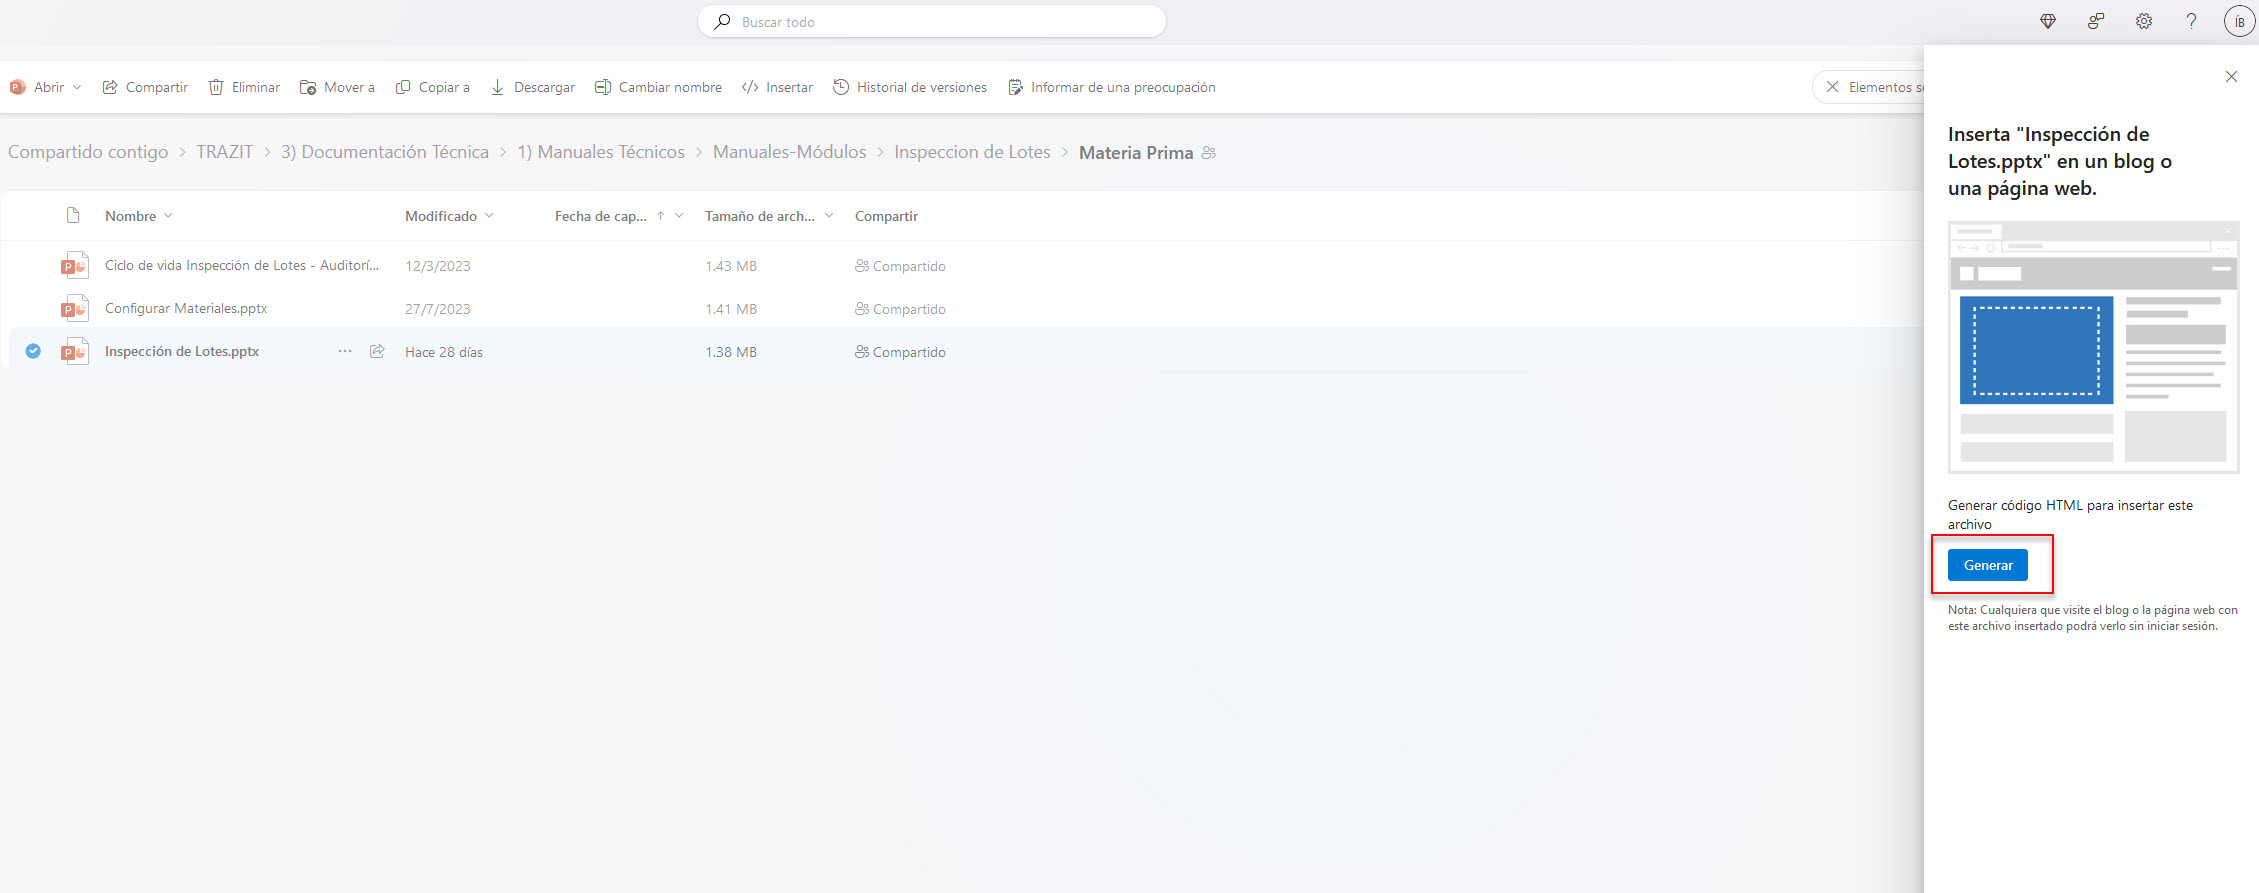 Buscar todo
ÍB
Abrir Compartir Eliminar Mover a Copiar a Descargar Cambiar nombre Insertar Historial de versiones Informar de una preocupación Elementos se
Compartido contigo > TRAZIT > 3) Documentación Técnica > 1) Manuales Técnicos > Manuales-Módulos > Inspeccion de Lotes > Materia Prima
Nombre Modificado Fecha de cap... Tamaño de arch... Compartir
Ciclo de vida Inspección de Lotes - Auditorí... 12/3/2023 1.43 MB Compartido
Configurar Materiales.pptx 27/7/2023 1.41 MB Compartido
Inspección de Lotes.pptx Hace 28 días 1.38 MB Compartido
Inserta "Inspección de
Lotes.pptx" en un blog o
una página web.
Generar código HTML para insertar este
archivo
Generar
Nota: Cualquiera que visite el blog o la página web con
este archivo insertado podrá verlo sin iniciar sesión.